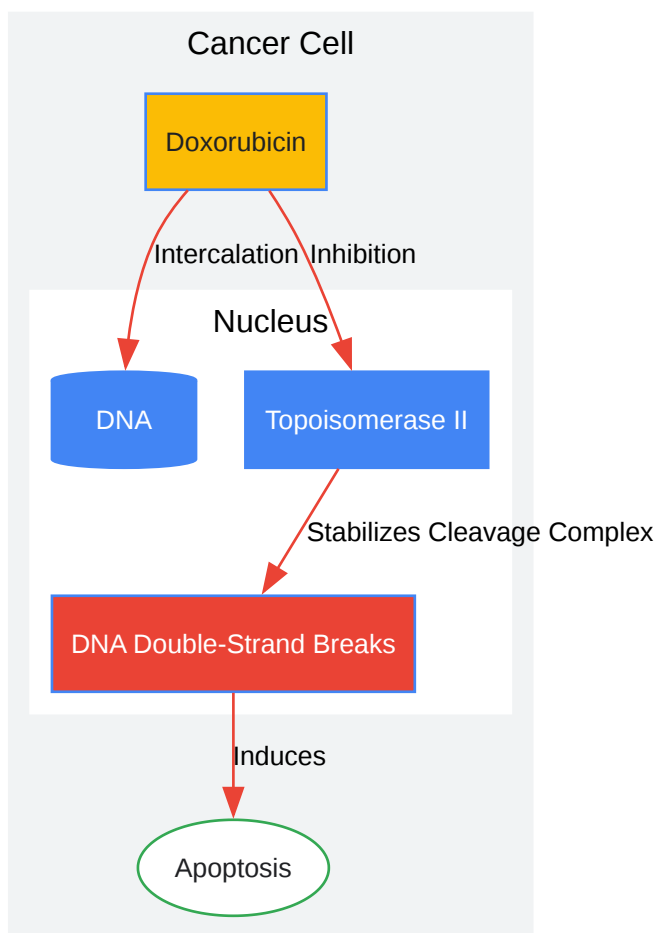 Cancer Cell
Doxorubicin
Intercalation
Inhibition
Nucleus
DNA
Topoisomerase II
Stabilizes Cleavage Complex
DNA Double-Strand Breaks
Induces
Apoptosis